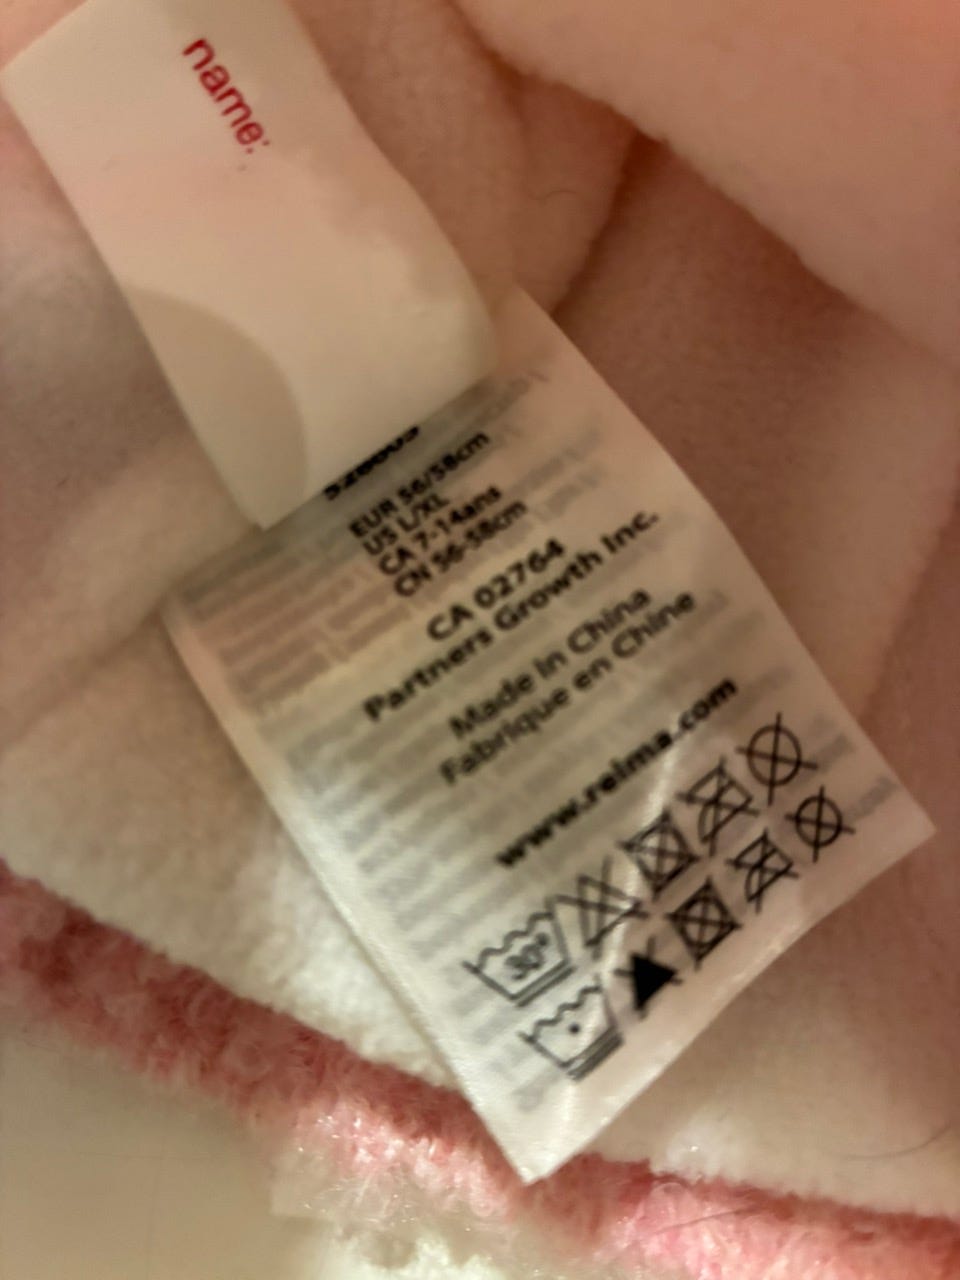 name:
EUR 56/58cm
US L/XL
CA 7-14ans
CN 56-58cm
CA 02764
Partners Growth Inc.
Made in China
Fabrique en Chine
www.reima.com
30°